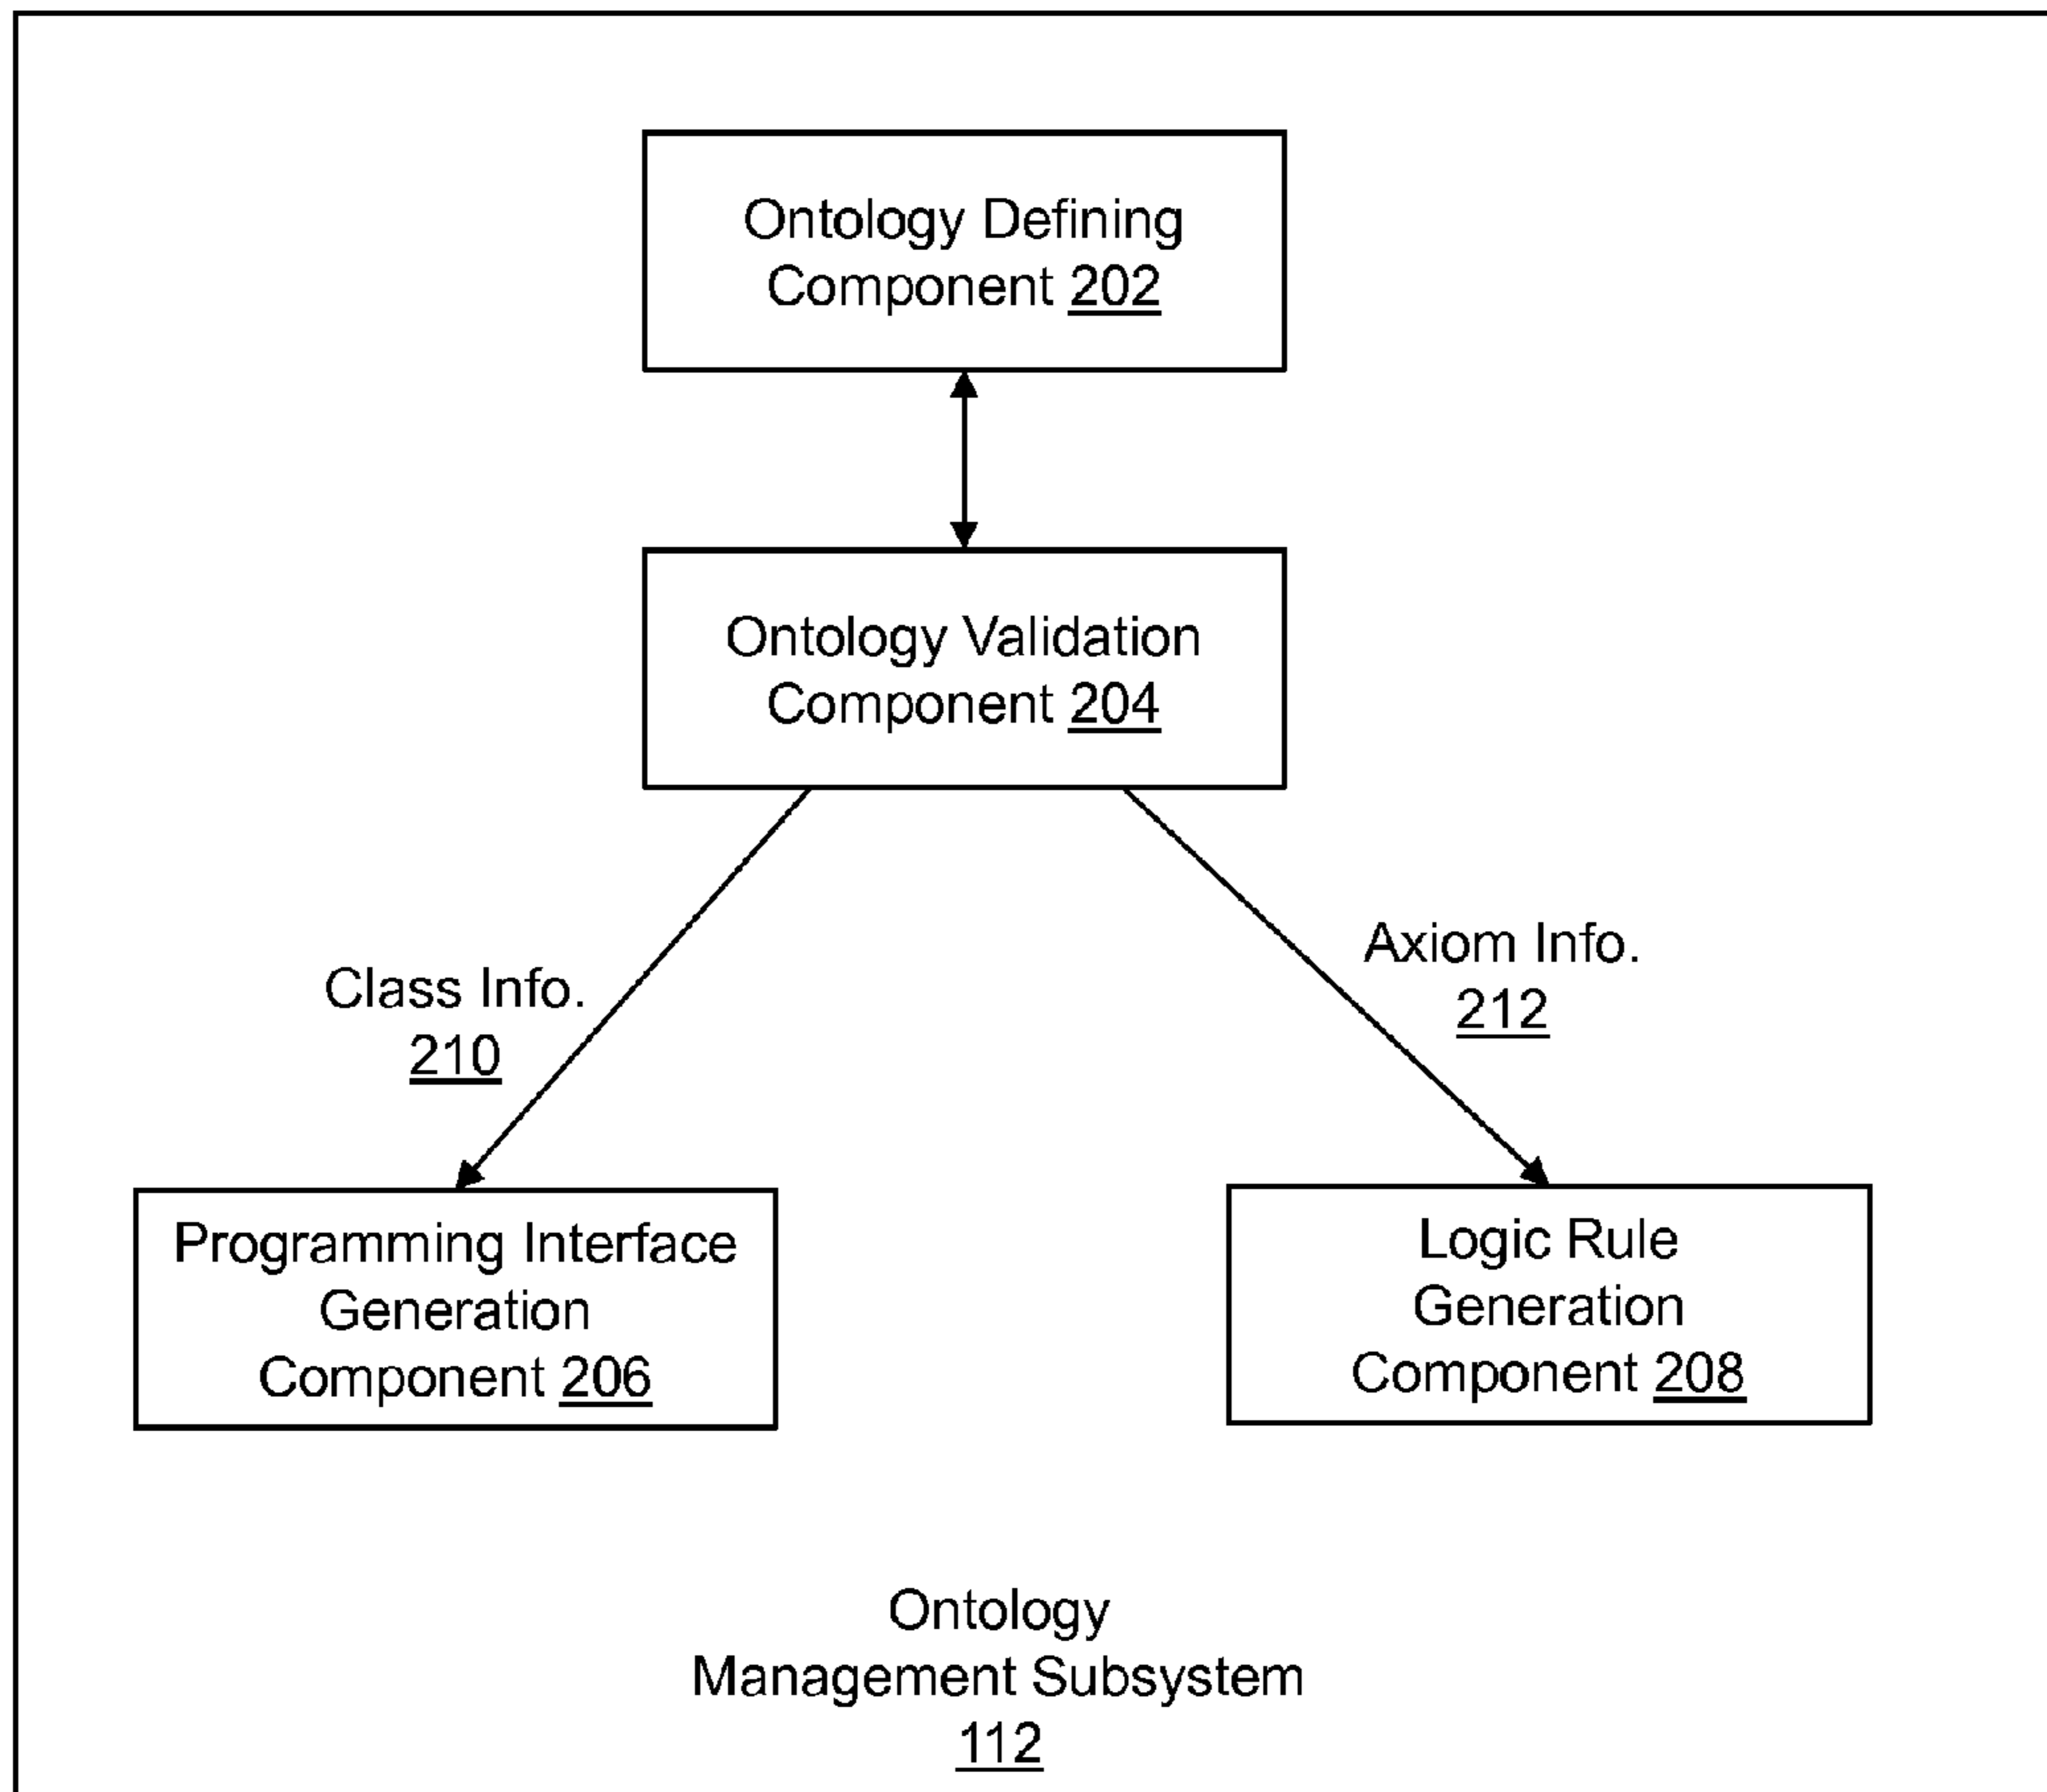 Ontology Defining
Component 202
Ontology Validation
Component 204
Class Info.
210
Axiom Info.
212
Programming Interface
Generation
Component 206
Logic Rule
Generation
Component 208
Ontology
Management Subsystem
112